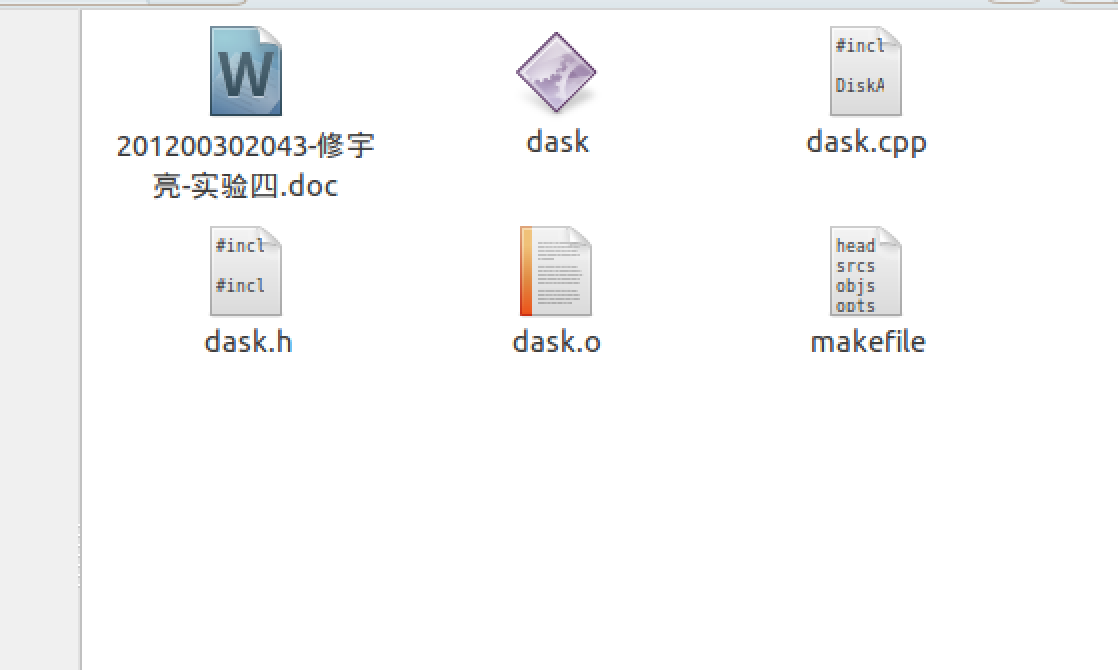 W
#incl
DiskA
201200302043-修宇
亮-实验四.doc
dask
dask.cpp
#incl
#incl
head
srcs
objs
opts
dask.h
dask.o
makefile